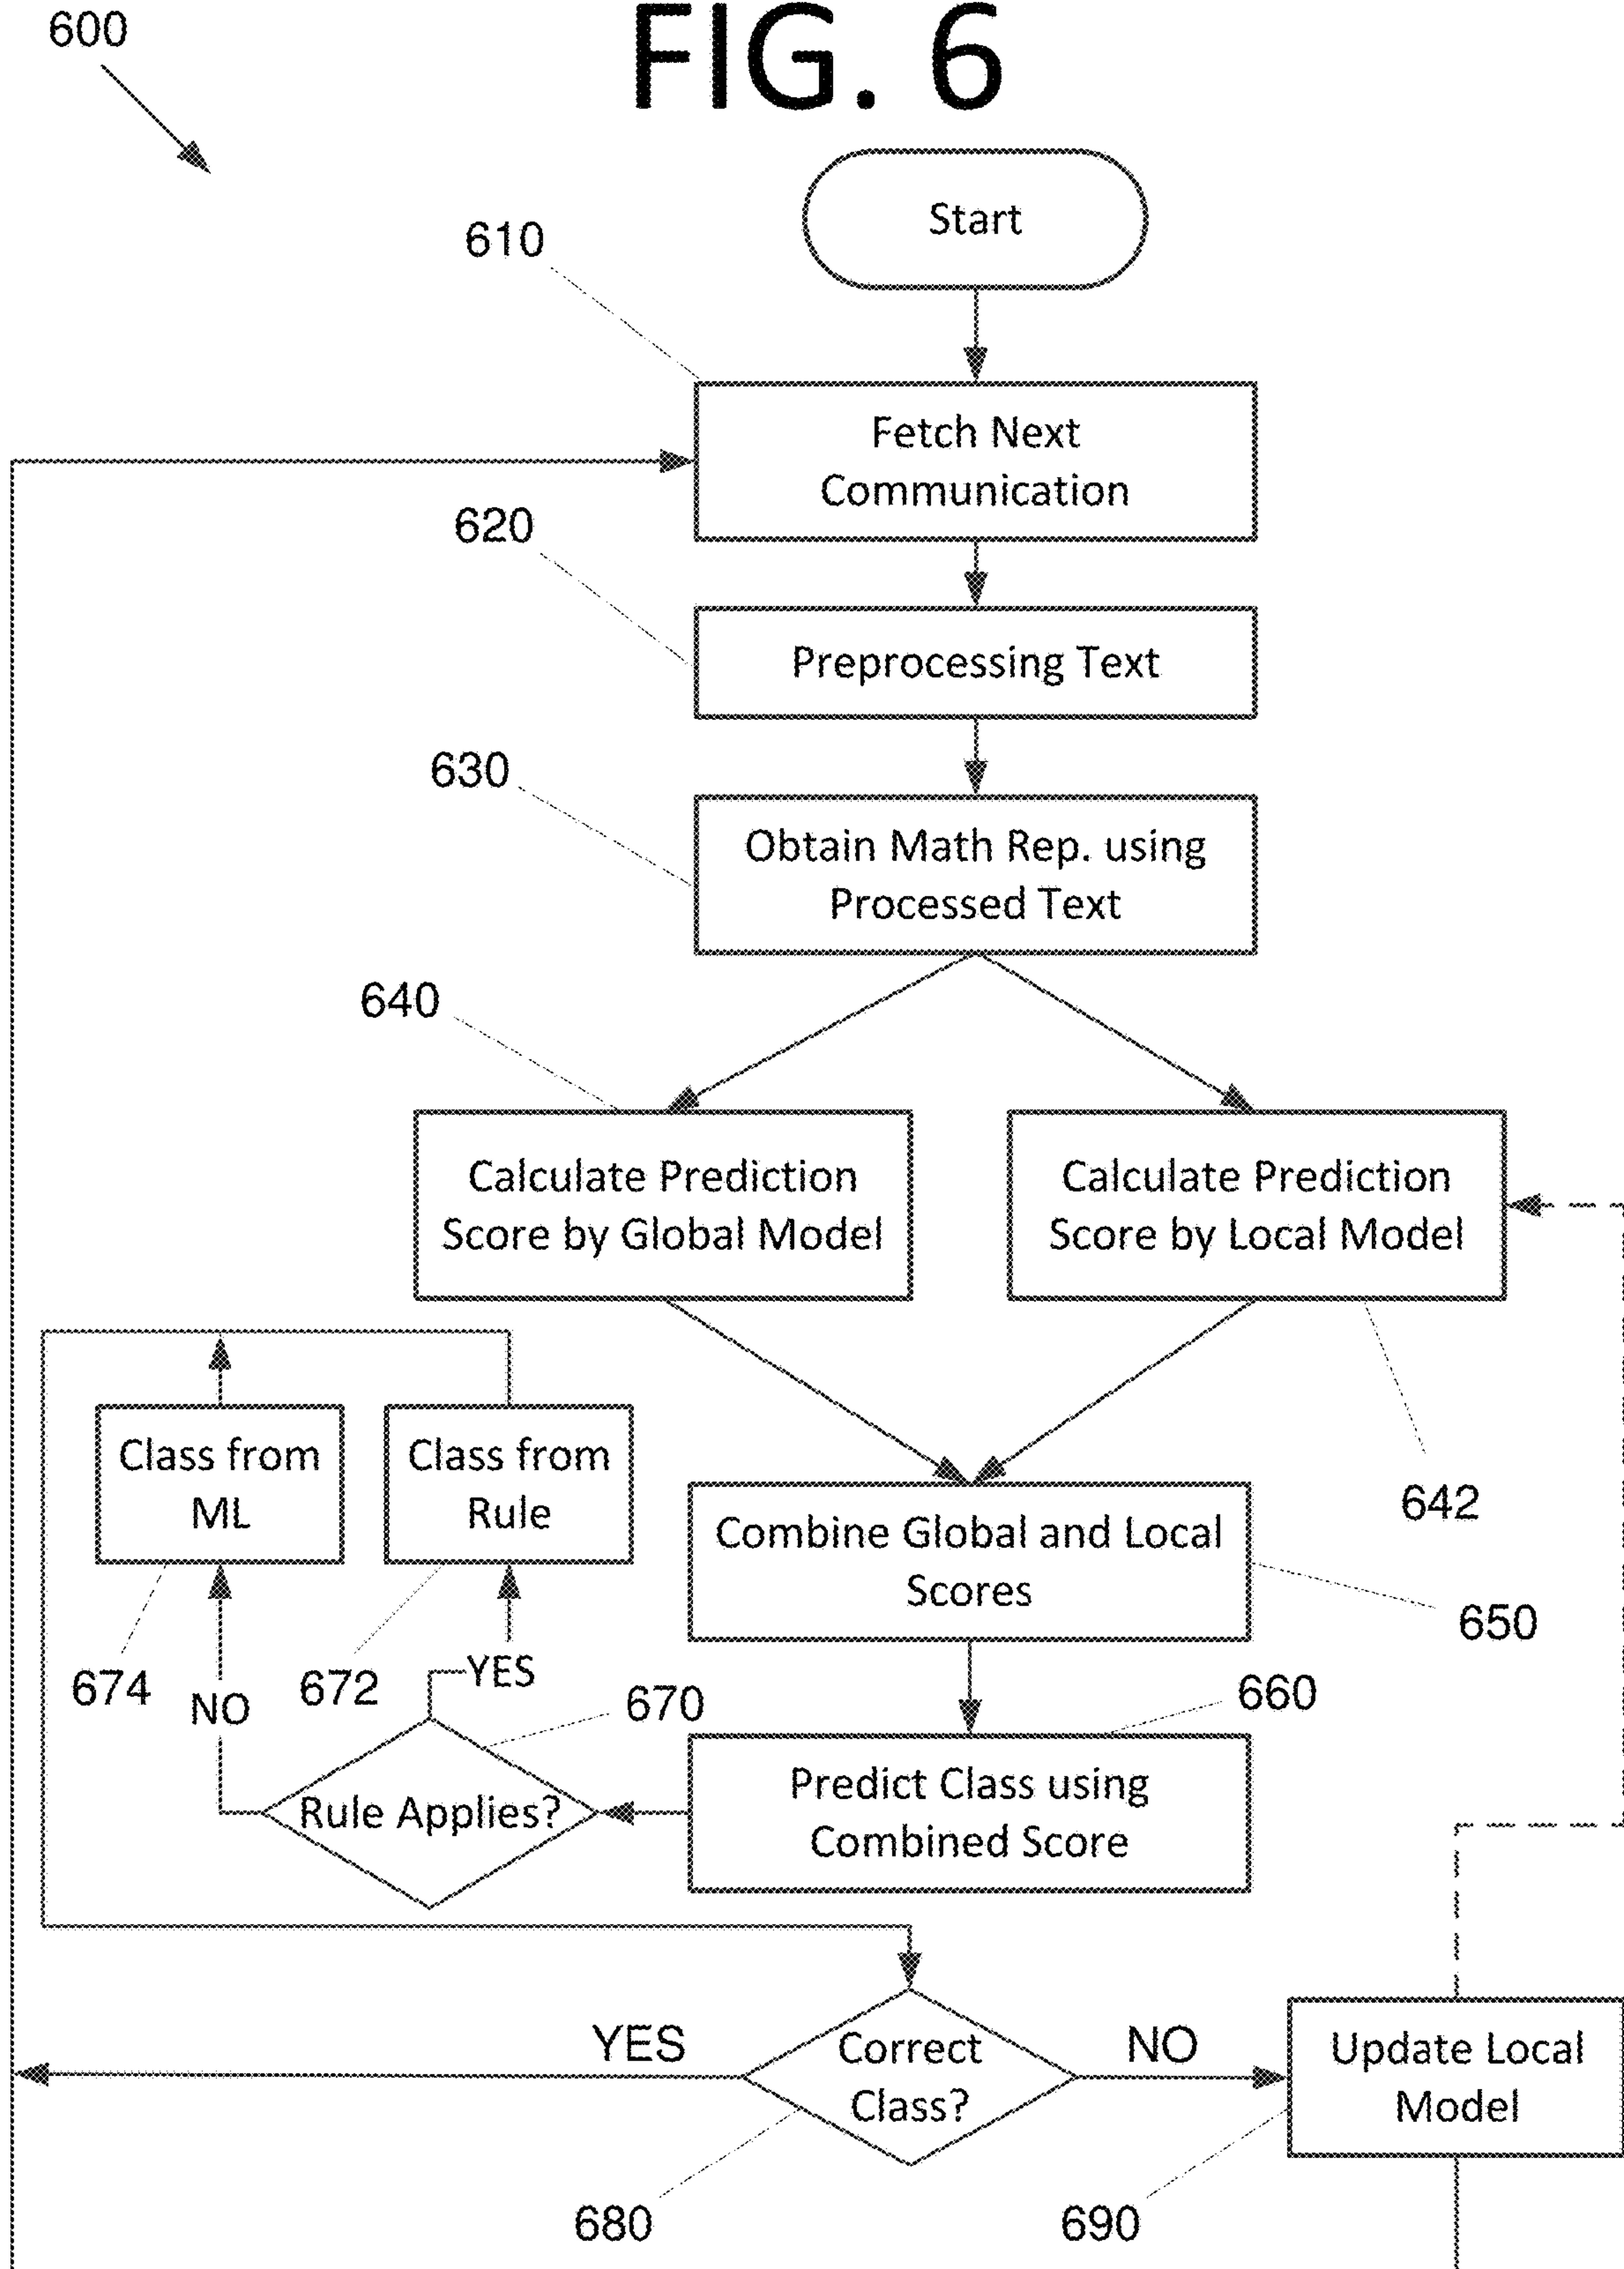 600
FIG. 6
Start
610
Fetch Next
Communication
620
Preprocessing Text
630
Obtain Math Rep. using
Processed Text
640
Calculate Prediction
Score by Global Model
Calculate Prediction
Score by Local Model
642
Class from
ML
Class from
Rule
Combine Global and Local
Scores
650
674
NO
672
YES
670
660
Rule Applies?
Predict Class using
Combined Score
YES
Correct
Class?
NO
Update Local
Model
680
690